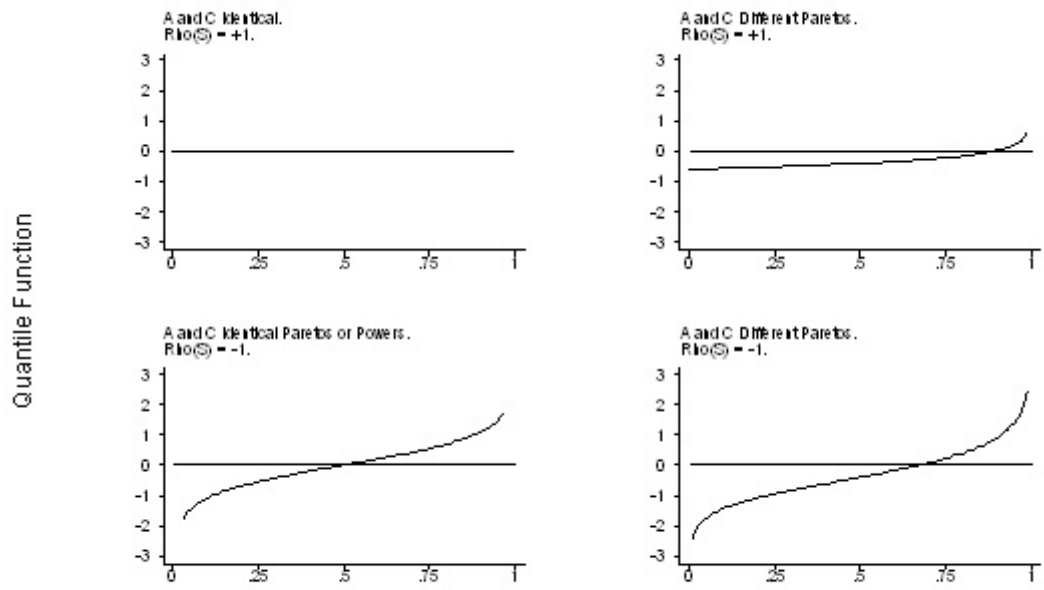 A and C Identical.
Rho(S) = +1.
3
2
1
0
-1
-2
-3
0 .25 .5 .75 1
A and C Different Paretos.
Rho(S) = +1.
3
2
1
0
-1
-2
-3
0 .25 .5 .75 1
Quantile Function
A and C Identical Paretos or Powers.
Rho(S) = -1.
3
2
1
0
-1
-2
-3
0 .25 .5 .75 1
A and C Different Paretos.
Rho(S) = -1.
3
2
1
0
-1
-2
-3
0 .25 .5 .75 1